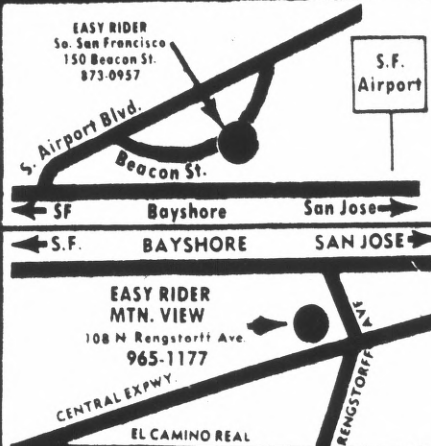 EASY RIDER
So. San Francisco
150 Beacon St.
873-0957
S.F.
Airport
S. Airport Blvd.
Beacon St.
SF Bayshore San Jose
S.F. BAYSHORE SAN JOSE
EASY RIDER
MTN. VIEW
108 N Rengstorff Ave.
965-1177
CENTRAL EXPWY.
RENGSTORFF AVE
EL CAMINO REAL